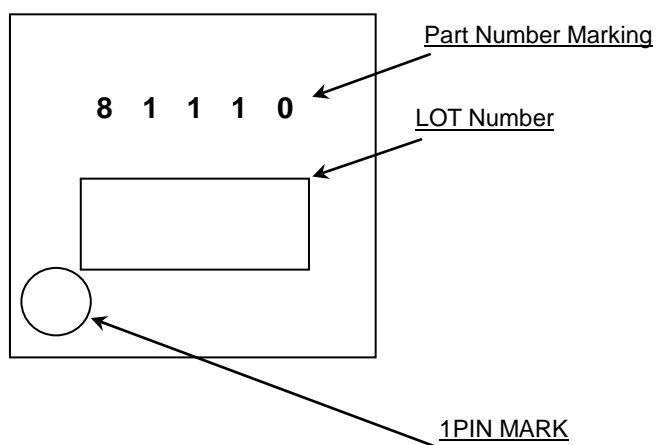 Part Number Marking
8 1 1 1 0
LOT Number
1PIN MARK